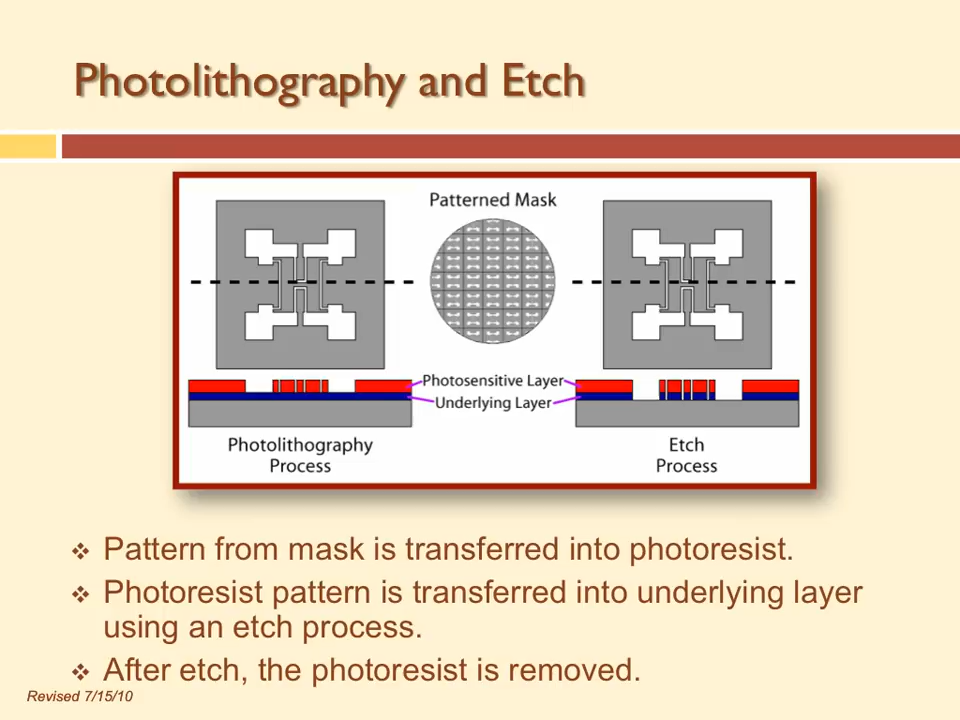 Photolithography and Etch
Patterned Mask
Photosensitive Layer
Underlying Layer
Photolithography
Process
Etch
Process
❖ Pattern from mask is transferred into photoresist.
❖ Photoresist pattern is transferred into underlying layer
using an etch process.
❖ After etch, the photoresist is removed.
Revised 7/15/10